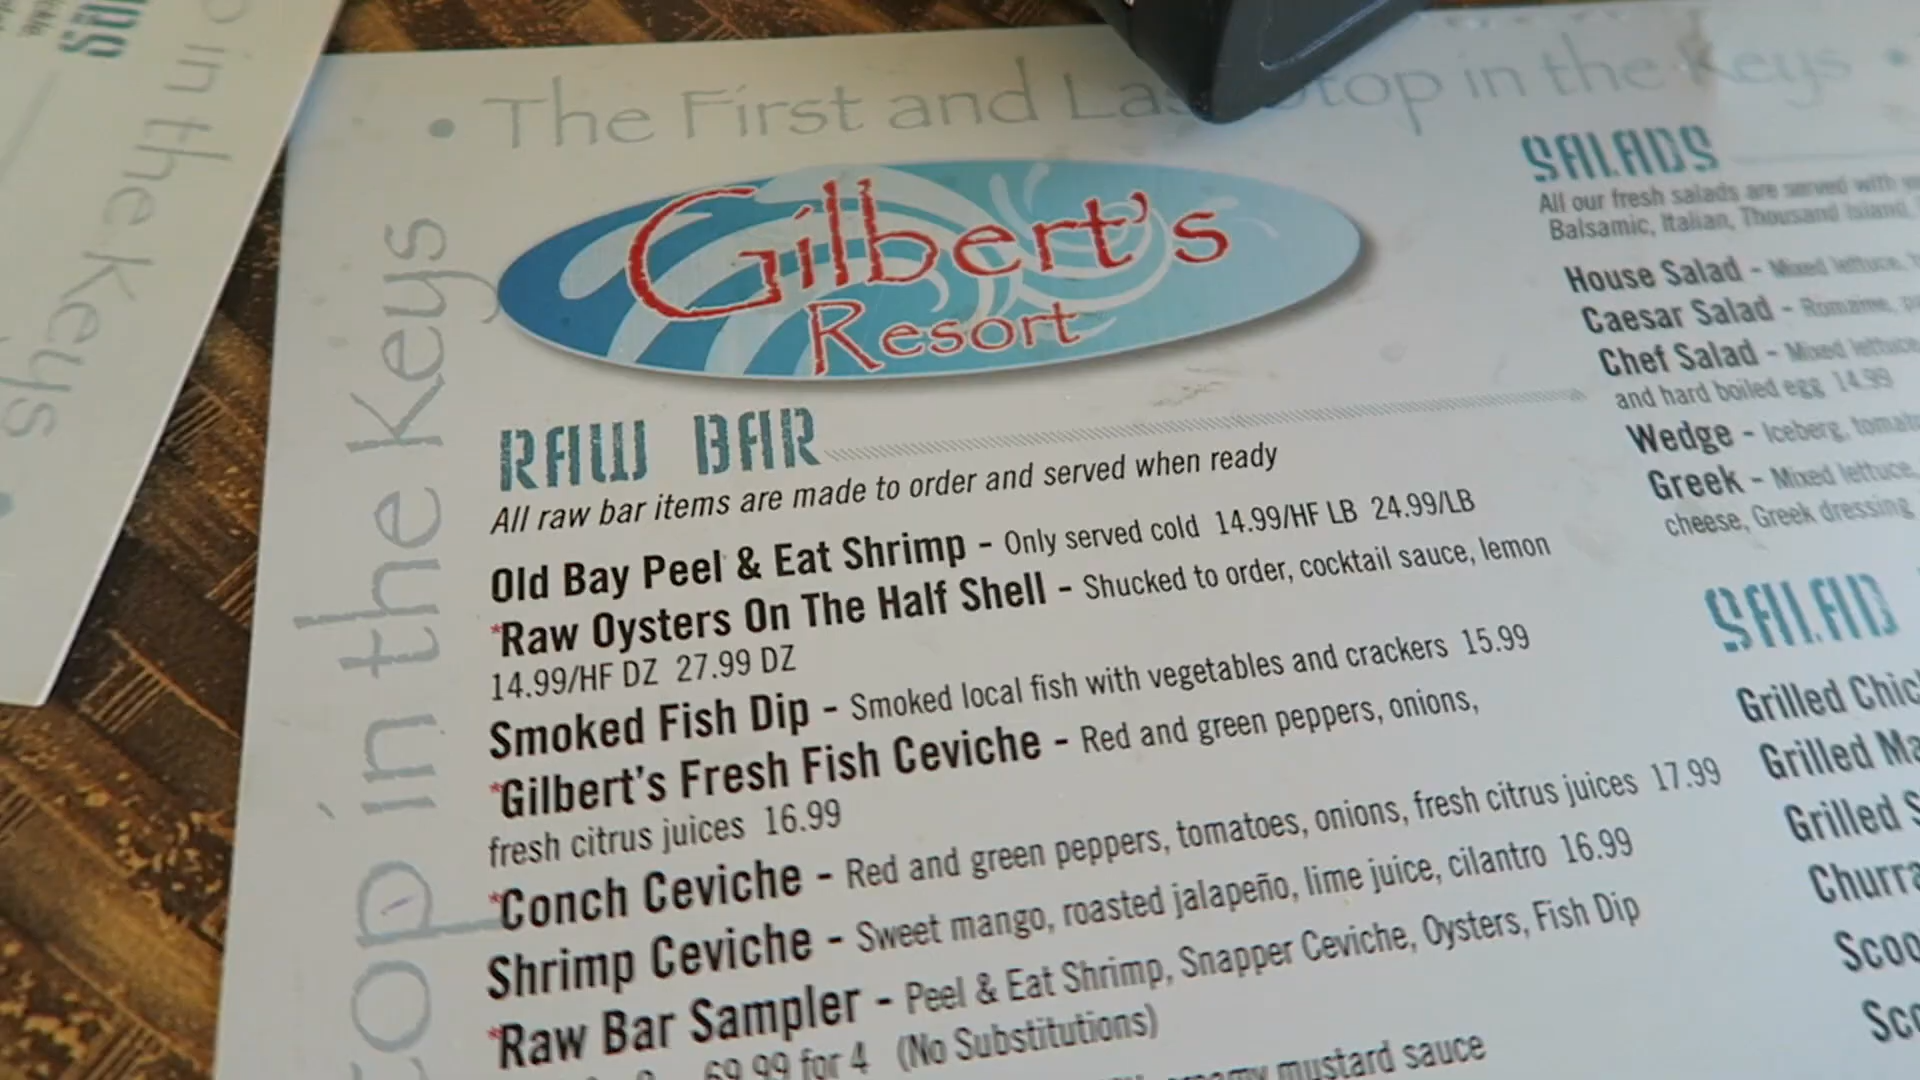 • The First and La Stop in the Keys •
Gilbert's
Resort
RAW BAR
All raw bar items are made to order and served when ready
Old Bay Peel & Eat Shrimp - Only served cold 14.99/HF LB 24.99/LB
*Raw Oysters On The Half Shell - Shucked to order, cocktail sauce, lemon
14.99/HF DZ 27.99 DZ
Smoked Fish Dip - Smoked local fish with vegetables and crackers 15.99
*Gilbert's Fresh Fish Ceviche - Red and green peppers, onions,
fresh citrus juices 16.99
*Conch Ceviche - Red and green peppers, tomatoes, onions, fresh citrus juices 17.99
Shrimp Ceviche - Sweet mango, roasted jalapeño, lime juice, cilantro 16.99
*Raw Bar Sampler - Peel & Eat Shrimp, Snapper Ceviche, Oysters, Fish Dip
69.99 for 4 (No Substitutions)
mustard sauce
SALADS
All our fresh salads are served with
Balsamic, Italian, Thousand Island,
House Salad - Mixed lettuce,
Caesar Salad - Romaine,
Chef Salad - Mixed lettuce
and hard boiled egg 14.99
Wedge - Iceberg,
Greek - Mixed lettuce,
cheese, Greek dressing
SALAD
Grilled
Grilled
Grilled
top in the Keys
in the Keys